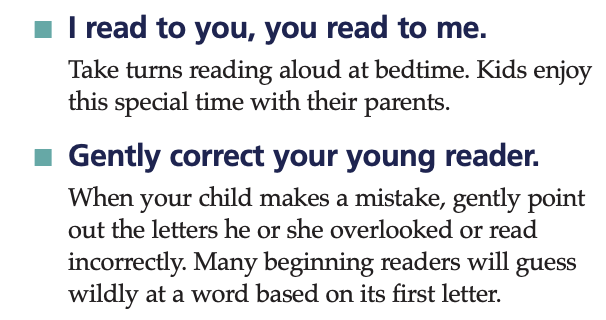 I read to you, you read to me.
Take turns reading aloud at bedtime. Kids enjoy
this special time with their parents.
Gently correct your young reader.
When your child makes a mistake, gently point
out the letters he or she overlooked or read
incorrectly. Many beginning readers will guess
wildly at a word based on its first letter.